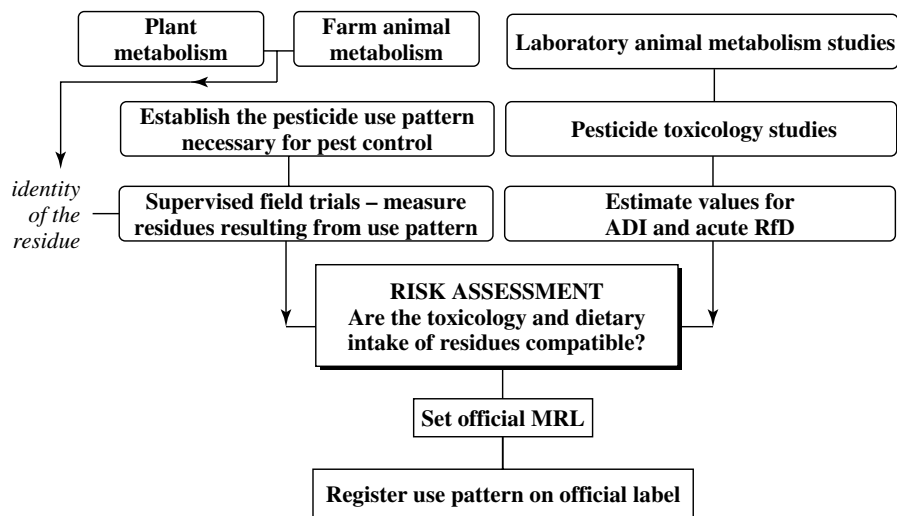 Plant
metabolism
Farm animal
metabolism
Laboratory animal metabolism studies
Establish the pesticide use pattern
necessary for pest control
Pesticide toxicology studies
identity
of the
residue
Supervised field trials – measure
residues resulting from use pattern
Estimate values for
ADI and acute RfD
RISK ASSESSMENT
Are the toxicology and dietary
intake of residues compatible?
Set official MRL
Register use pattern on official label